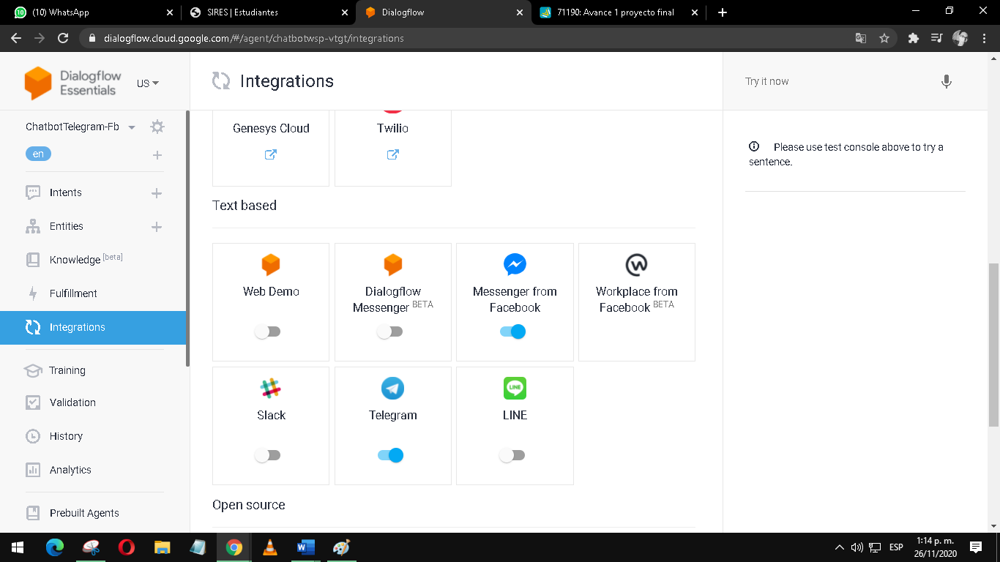 (10) WhatsApp
SIRES | Estudiantes
Dialogflow
71190: Avance 1 proyecto final
dialogflow.cloud.google.com/#/agent/chatbotwsp-vtgt/integrations
Dialogflow
Essentials
US
Integrations
Try it now
ChatbotTelegram-Fb
en
Intents
Entities
Knowledge [beta]
Fulfillment
Integrations
Training
Validation
History
Analytics
Prebuilt Agents
Genesys Cloud
Twilio
Text based
Web Demo
Dialogflow
Messenger BETA
Messenger from
Facebook
Workplace from
Facebook BETA
Slack
Telegram
LINE
LINE
Open source
Please use test console above to try a
sentence.
ESP
1:14 p. m.
26/11/2020